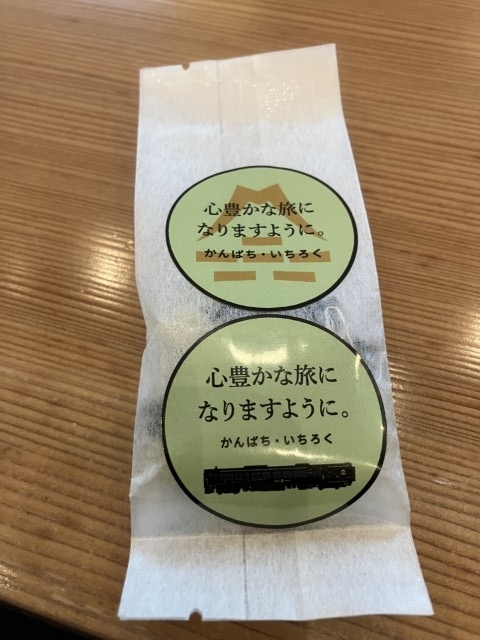 心豊かな旅に
なりますように。
かんぱち・いちろく
心豊かな旅に
なりますように。
かんぱち・いちろく